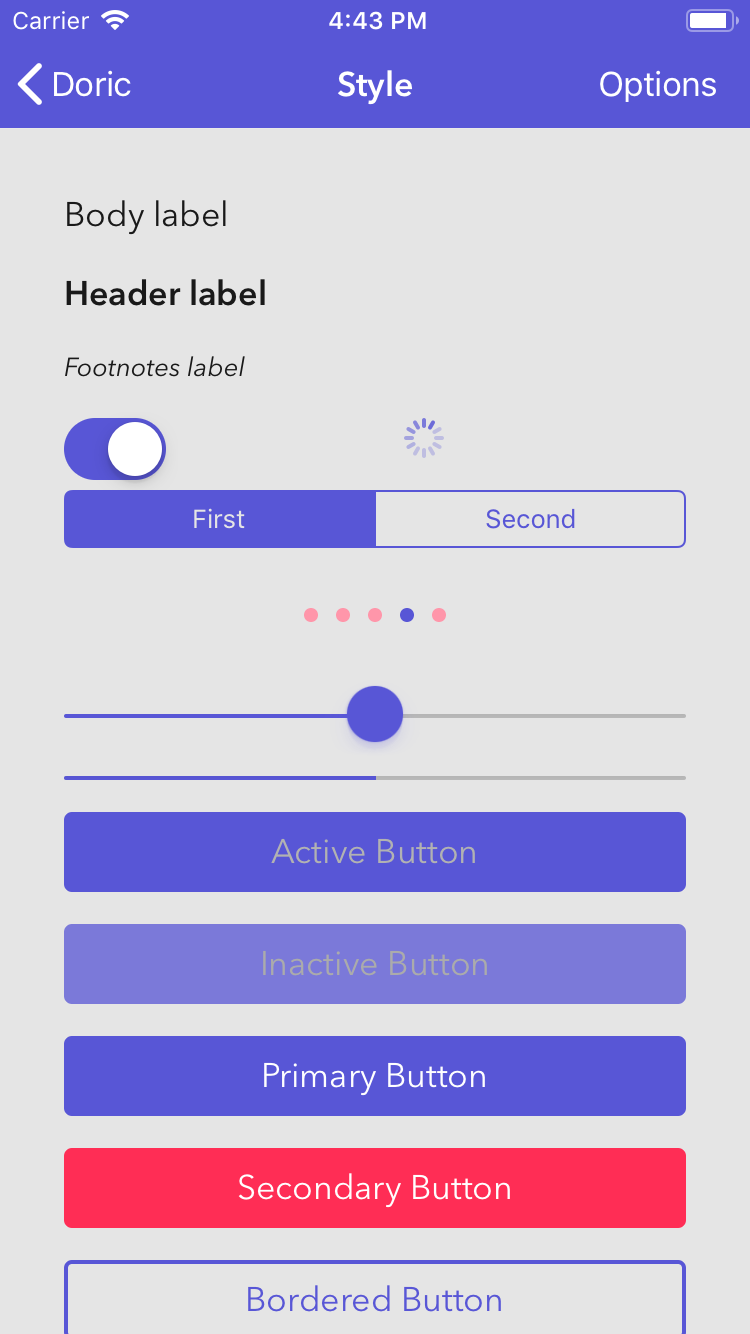 Carrier 4:43 PM
Doric Style Options
Body label
Header label
Footnotes label
First Second
Active Button
Inactive Button
Primary Button
Secondary Button
Bordered Button